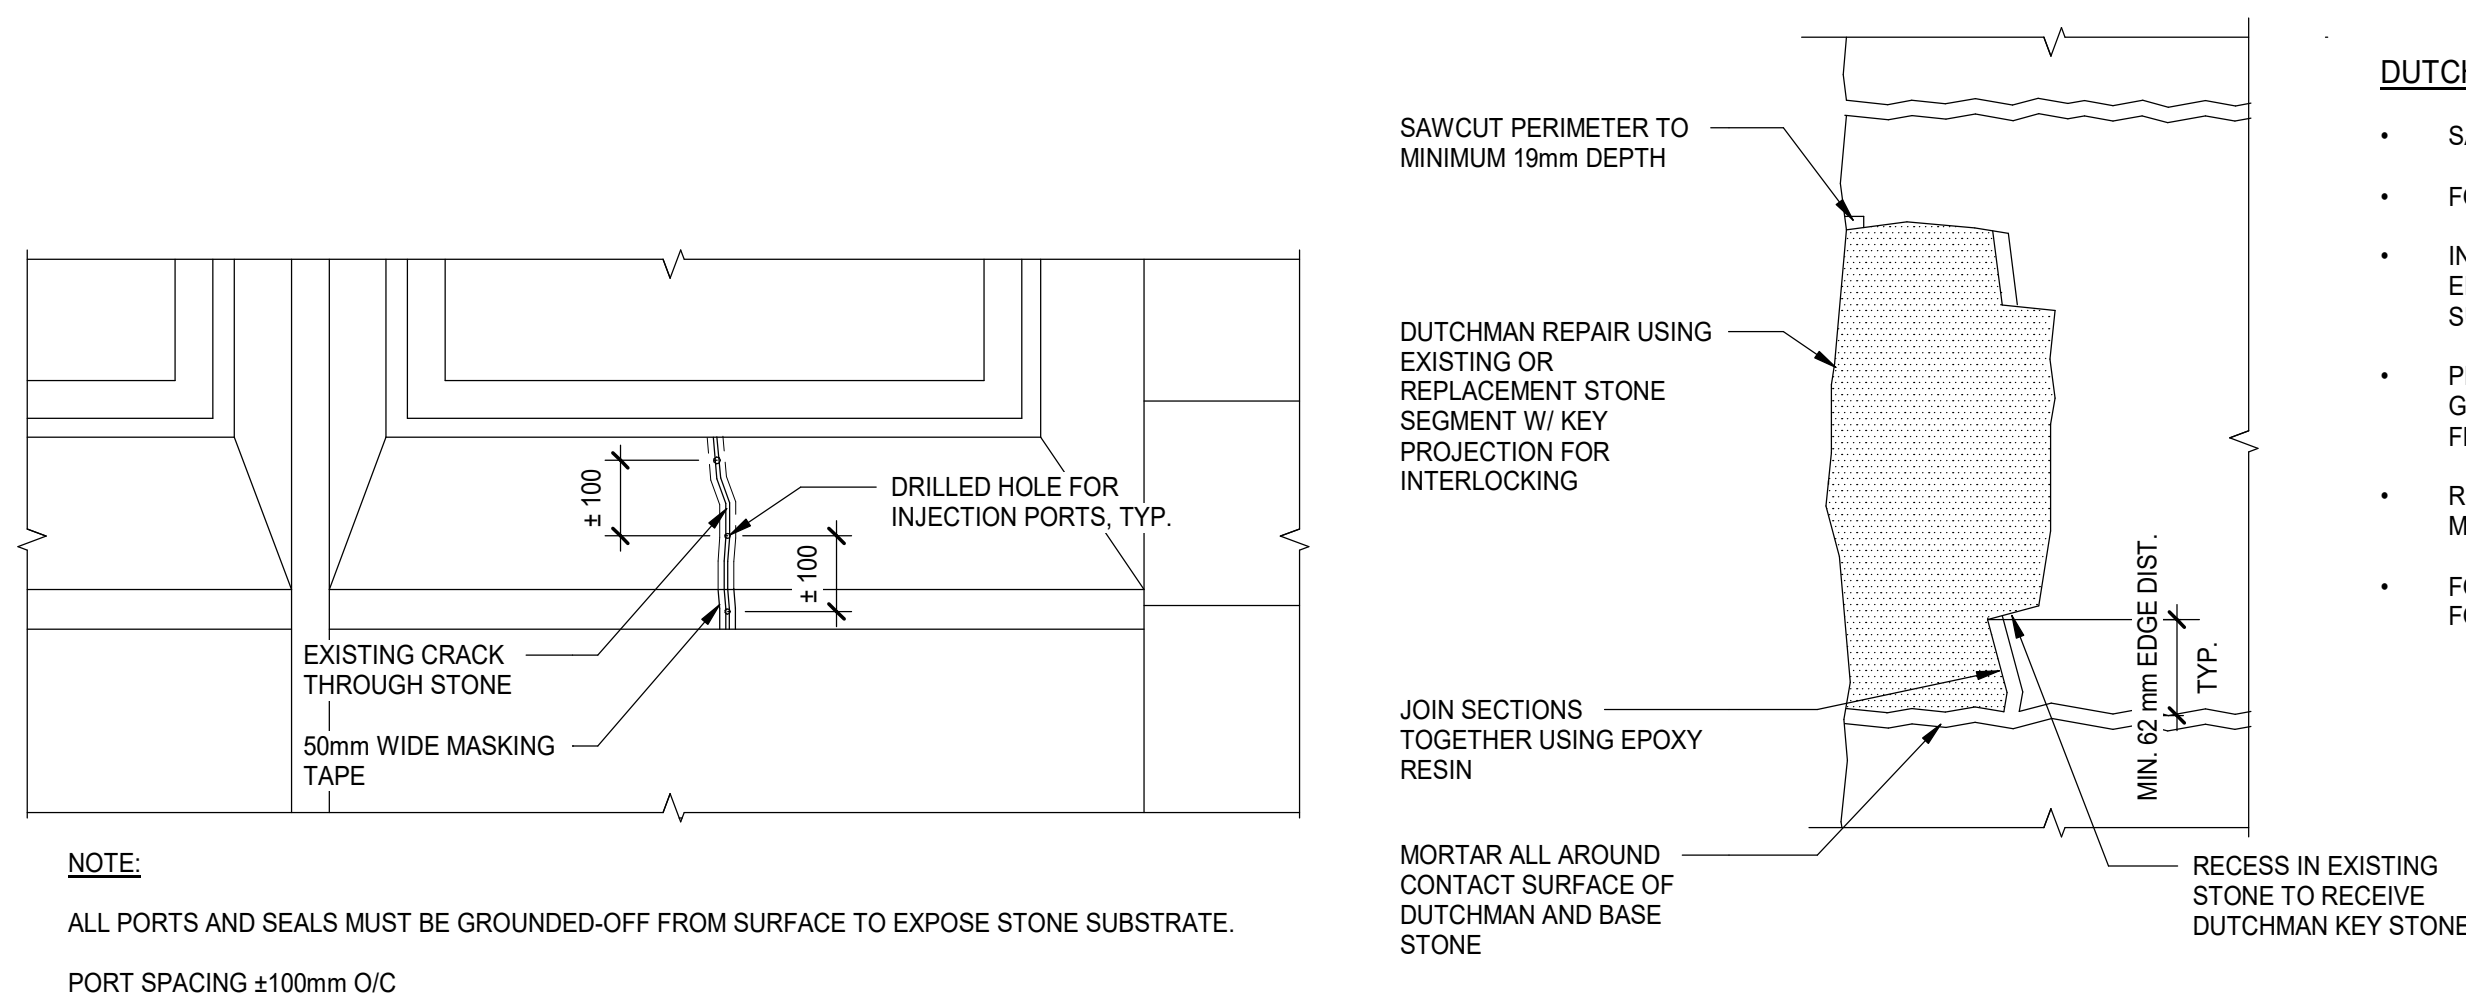 ± 100
± 100
DRILLED HOLE FOR
INJECTION PORTS, TYP.
EXISTING CRACK
THROUGH STONE
50mm WIDE MASKING
TAPE
NOTE:
ALL PORTS AND SEALS MUST BE GROUNDED-OFF FROM SURFACE TO EXPOSE STONE SUBSTRATE.
PORT SPACING ±100mm O/C
SAWCUT PERIMETER TO
MINIMUM 19mm DEPTH
DUTCHMAN REPAIR USING
EXISTING OR
REPLACEMENT STONE
SEGMENT W/ KEY
PROJECTION FOR
INTERLOCKING
JOIN SECTIONS
TOGETHER USING EPOXY
RESIN
MORTAR ALL AROUND
CONTACT SURFACE OF
DUTCHMAN AND BASE
STONE
MIN. 62 mm EDGE DIST.
TYP.
RECESS IN EXISTING
STONE TO RECEIVE
DUTCHMAN KEY STONE